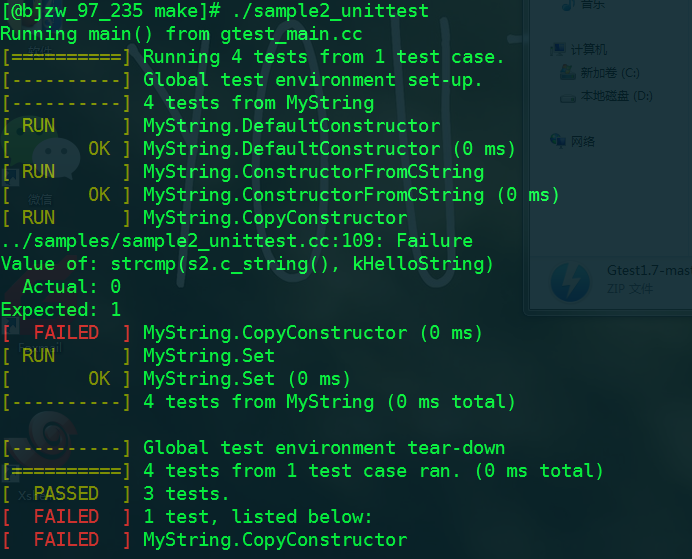 [@bjzw_97_235 make]# ./sample2_unittest
Running main() from gtest_main.cc
[==========] Running 4 tests from 1 test case.
[----------] Global test environment set-up.
[----------] 4 tests from MyString
[ RUN      ] MyString.DefaultConstructor
[       OK ] MyString.DefaultConstructor (0 ms)
[ RUN      ] MyString.ConstructorFromCString
[       OK ] MyString.ConstructorFromCString (0 ms)
[ RUN      ] MyString.CopyConstructor
../samples/sample2_unittest.cc:109: Failure
Value of: strcmp(s2.c_string(), kHelloString)
  Actual: 0
Expected: 1
[  FAILED  ] MyString.CopyConstructor (0 ms)
[ RUN      ] MyString.Set
[       OK ] MyString.Set (0 ms)
[----------] 4 tests from MyString (0 ms total)
[----------] Global test environment tear-down
[==========] 4 tests from 1 test case ran. (0 ms total)
[  PASSED  ] 3 tests.
[  FAILED  ] 1 test, listed below:
[  FAILED  ] MyString.CopyConstructor
音乐
计算机
新加卷 (C:)
本地磁盘 (D:)
网络
Gtest1.7-mast
ZIP 文件
微信
YOU